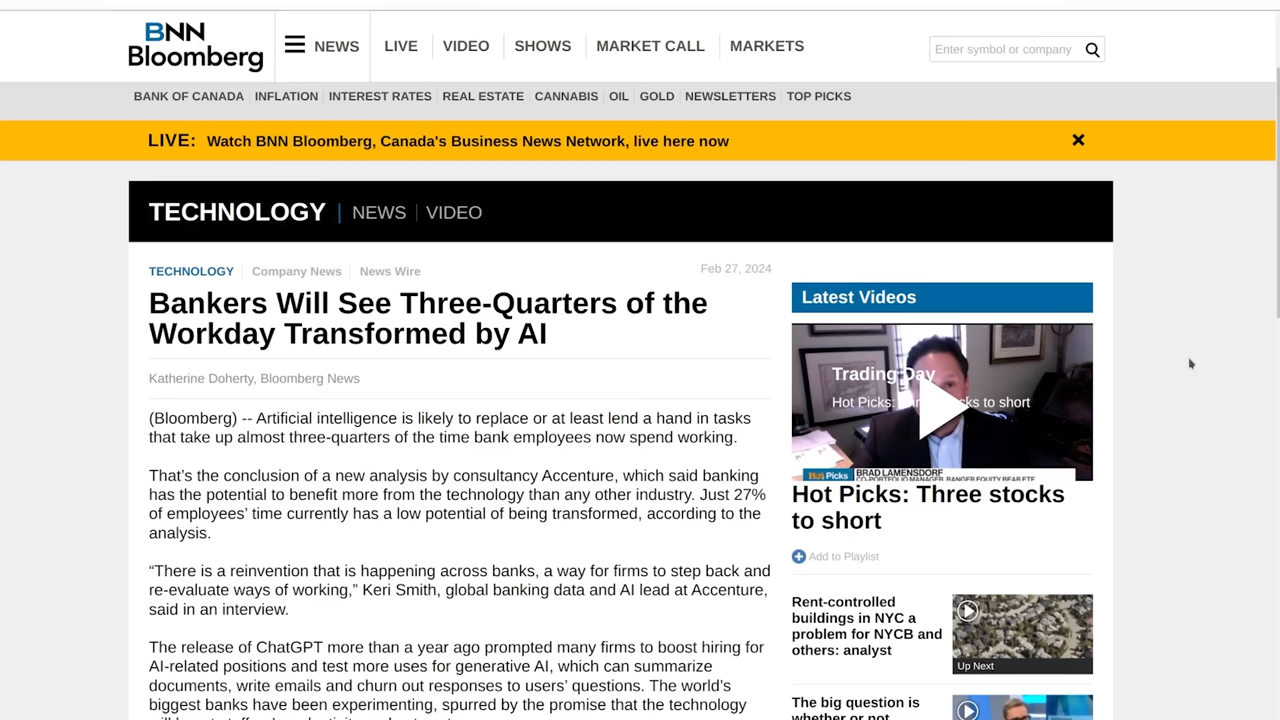 BNN
Bloomberg
NEWS
LIVE
VIDEO
SHOWS
MARKET CALL
MARKETS
Enter symbol or company
BANK OF CANADA
INFLATION
INTEREST RATES
REAL ESTATE
CANNABIS
OIL
GOLD
NEWSLETTERS
TOP PICKS
LIVE: Watch BNN Bloomberg, Canada's Business News Network, live here now
TECHNOLOGY | NEWS | VIDEO
TECHNOLOGY
Company News
News Wire
Feb 27, 2024
Bankers Will See Three-Quarters of the
Workday Transformed by AI
Katherine Doherty, Bloomberg News
(Bloomberg) -- Artificial intelligence is likely to replace or at least lend a hand in tasks
that take up almost three-quarters of the time bank employees now spend working.
That’s the conclusion of a new analysis by consultancy Accenture, which said banking
has the potential to benefit more from the technology than any other industry. Just 27%
of employees’ time currently has a low potential of being transformed, according to the
analysis.
“There is a reinvention that is happening across banks, a way for firms to step back and
re-evaluate ways of working,” Keri Smith, global banking data and AI lead at Accenture,
said in an interview.
The release of ChatGPT more than a year ago prompted many firms to boost hiring for
AI-related positions and test more uses for generative AI, which can summarize
documents, write emails and churn out responses to users’ questions. The world’s
biggest banks have been experimenting, spurred by the promise that the technology
Latest Videos
Trading Day
Hot Picks: Three stocks to short
Hot Picks
BRAD LAMENSDORF
CO-PORTFOLIO MANAGER, RANGER EQUITY BEAR ETF
Hot Picks: Three stocks
to short
Add to Playlist
Rent-controlled
buildings in NYC a
problem for NYCB and
others: analyst
Up Next
The big question is
whether or not